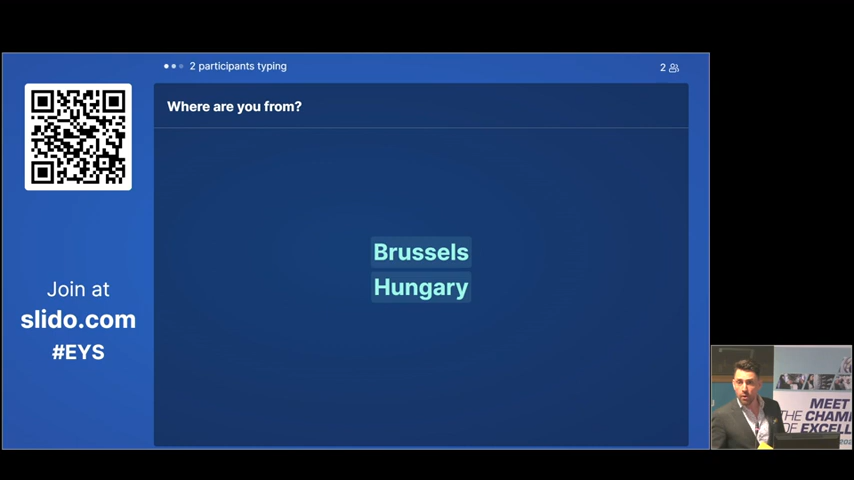 2 participants typing
2
Where are you from?
Brussels
Hungary
Join at
slido.com
#EYS
MEET
THE CHAM
OF EXCELL